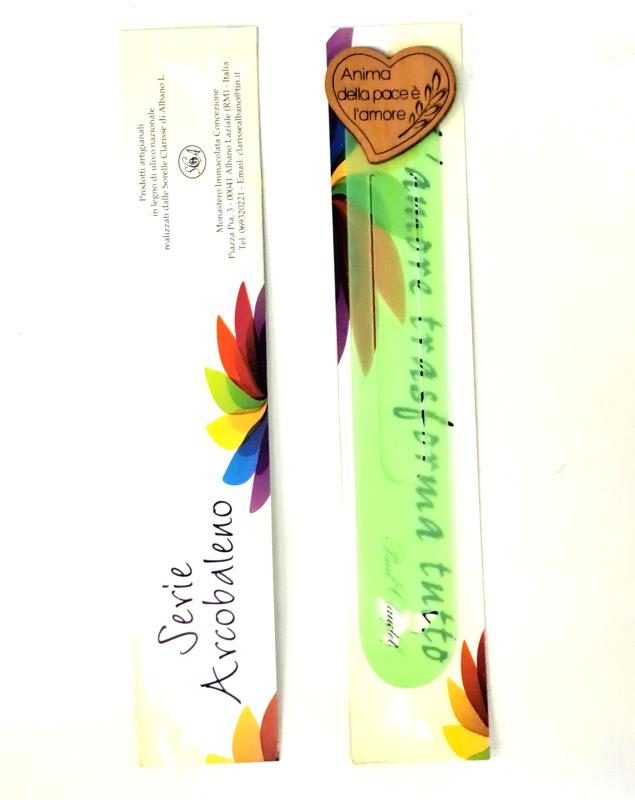 Prodotti artigianali
in legno di ulivo nazionale
realizzati dalle Sorelle Clarisse di Albano L.
Monastero Immacolata Concezione
Piazza Pia, 3 - 00041 Albano Laziale (RM) - Italia
Tel. 069320221 - Email: clarissealbano@tin.it
Serie
Arcobaleno
Anima
della pace è
l'amore
L'amore trasforma tutto